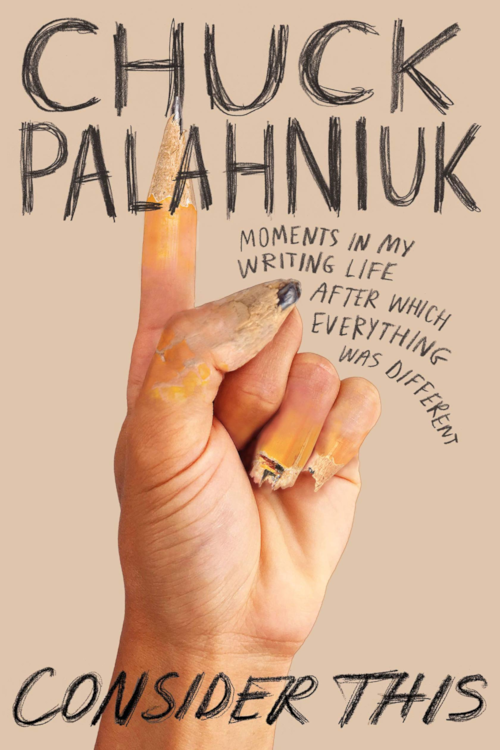 CHUCK
PALAHNIUK
MOMENTS IN MY
WRITING LIFE
AFTER WHICH
EVERYTHING
WAS DIFFERENT
CONSIDER THIS